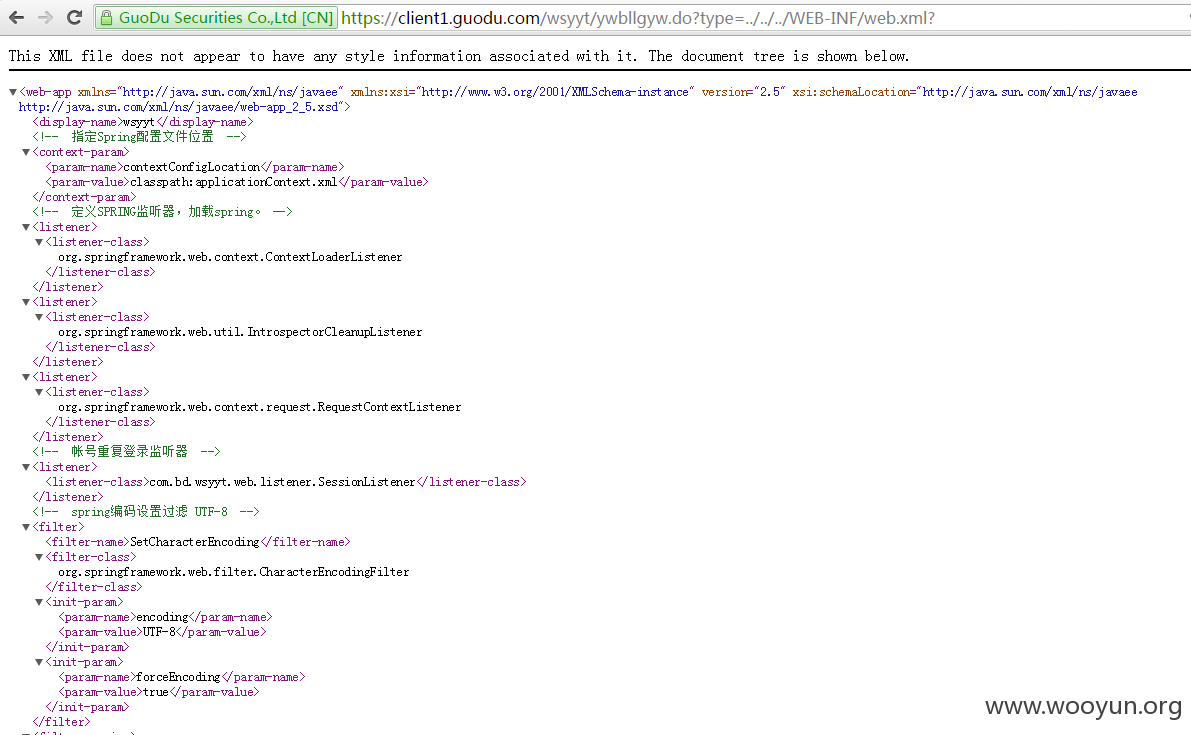 GuoDu Securities Co.,Ltd [CN] https://client1.guodu.com/wsyyt/ywbllgyw.do?type=../../../WEB-INF/web.xml?
This XML file does not appear to have any style information associated with it. The document tree is shown below.
▼<web-app xmlns="http://java.sun.com/xml/ns/javaee" xmlns:xsi="http://www.w3.org/2001/XMLSchema-instance" version="2.5" xsi:schemaLocation="http://java.sun.com/xml/ns/javaee
http://java.sun.com/xml/ns/javaee/web-app_2_5.xsd">
<display-name>wsyyt</display-name>
<!-- 指定Spring配置文件位置 -->
▼<context-param>
<param-name>contextConfigLocation</param-name>
<param-value>classpath:applicationContext.xml</param-value>
</context-param>
<!-- 定义SPRING监听器，加载spring。 -->
▼<listener>
▼<listener-class>
org.springframework.web.context.ContextLoaderListener
</listener-class>
</listener>
▼<listener>
▼<listener-class>
org.springframework.web.util.IntrospectorCleanupListener
</listener-class>
</listener>
▼<listener>
▼<listener-class>
org.springframework.web.context.request.RequestContextListener
</listener-class>
</listener>
<!-- 帐号重复登录监听器 -->
▼<listener>
<listener-class>com.bd.wsyyt.web.listener.SessionListener</listener-class>
</listener>
<!-- spring编码设置过滤 UTF-8 -->
▼<filter>
<filter-name>SetCharacterEncoding</filter-name>
▼<filter-class>
org.springframework.web.filter.CharacterEncodingFilter
</filter-class>
▼<init-param>
<param-name>encoding</param-name>
<param-value>UTF-8</param-value>
</init-param>
▼<init-param>
<param-name>forceEncoding</param-name>
<param-value>true</param-value>
</init-param>
</filter>
www.wooyun.org